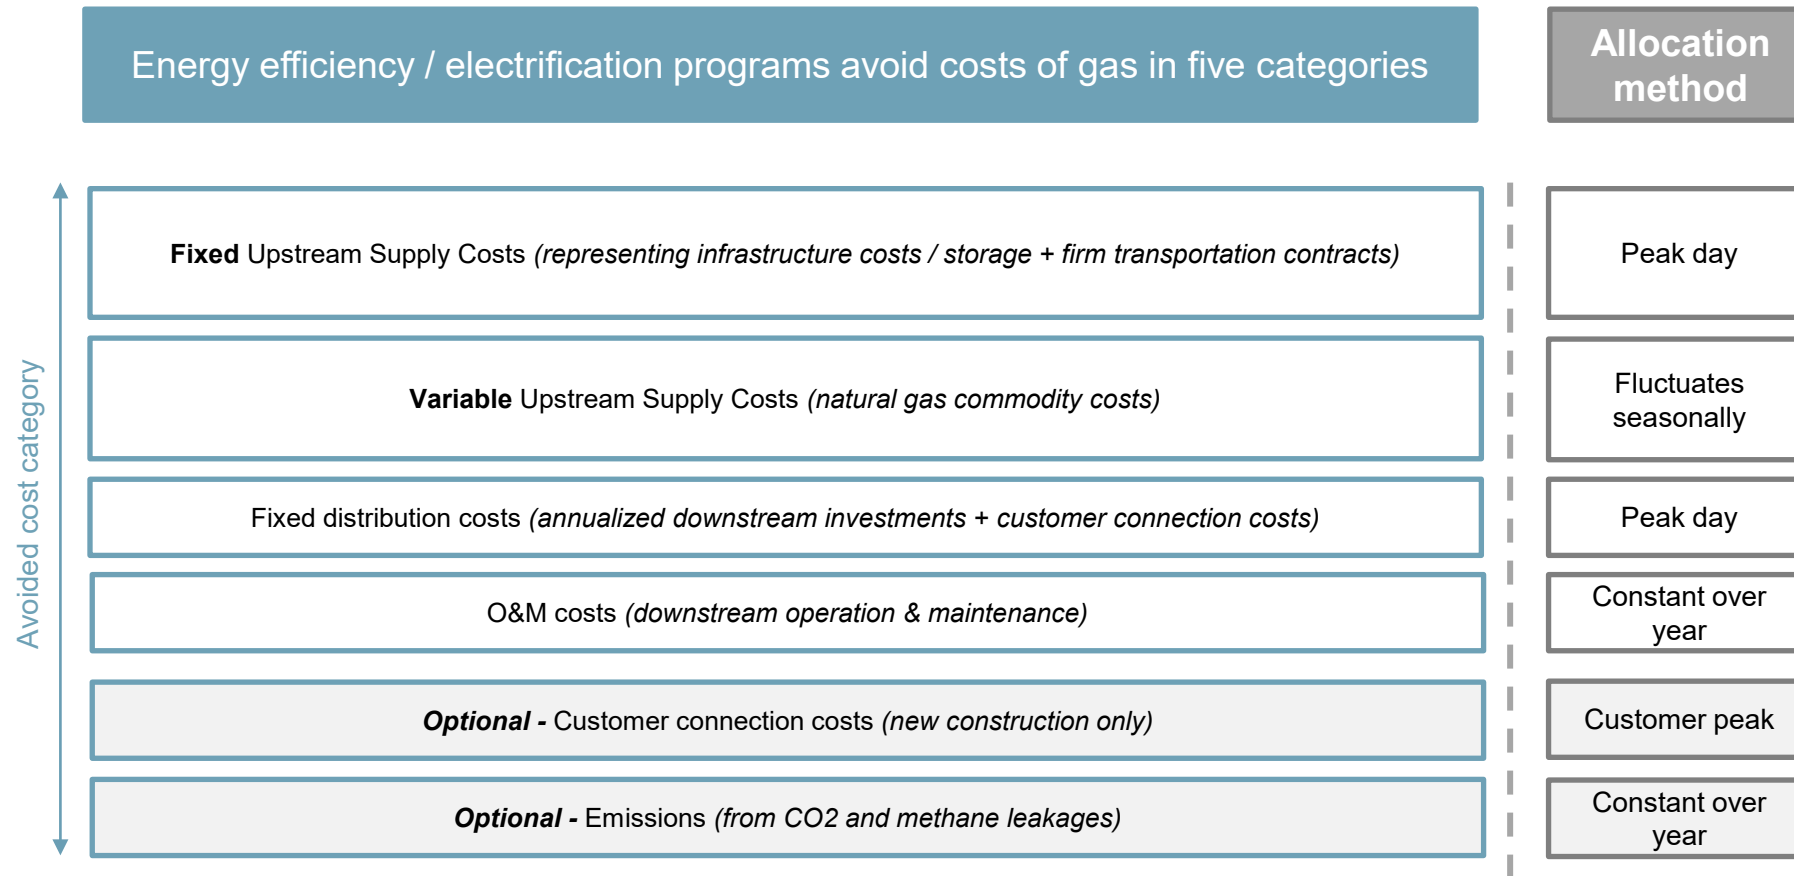 Energy efficiency / electrification programs avoid costs of gas in five categories
Allocation
method
Avoided cost category
Fixed Upstream Supply Costs (representing infrastructure costs / storage + firm transportation contracts)
Peak day
Variable Upstream Supply Costs (natural gas commodity costs)
Fluctuates
seasonally
Fixed distribution costs (annualized downstream investments + customer connection costs)
Peak day
O&M costs (downstream operation & maintenance)
Constant over
year
Optional - Customer connection costs (new construction only)
Customer peak
Optional - Emissions (from CO2 and methane leakages)
Constant over
year